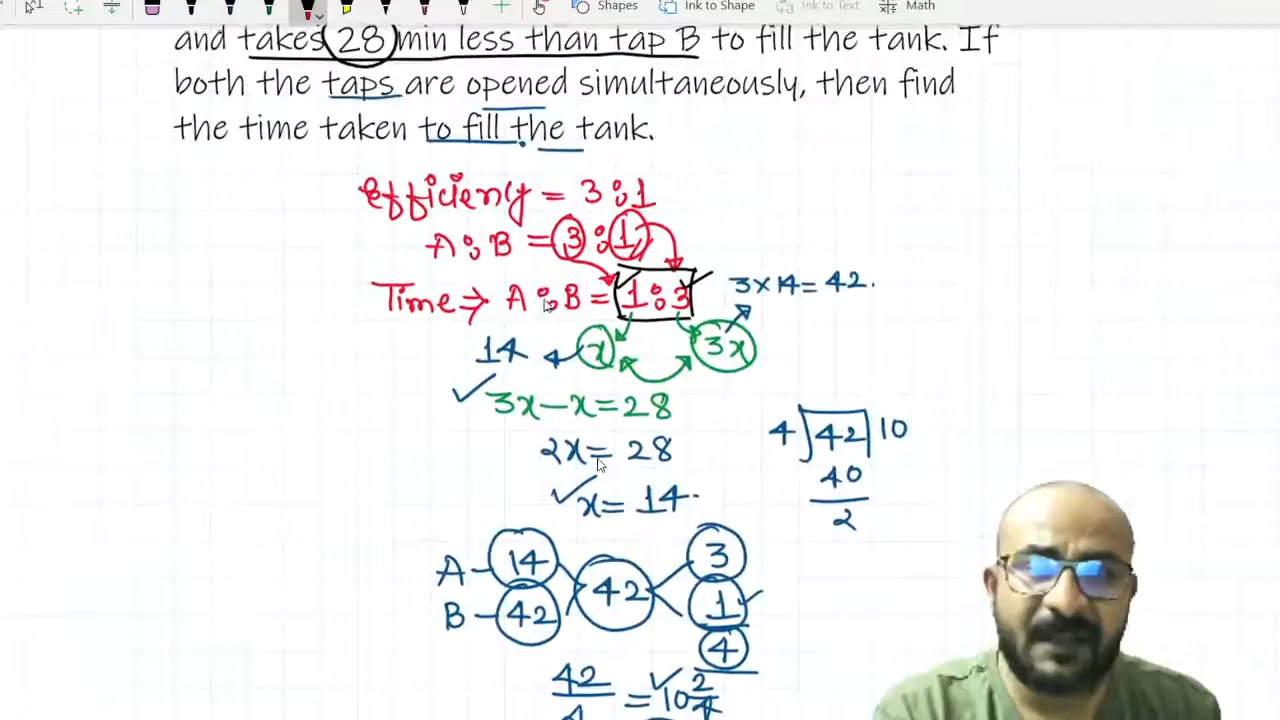 Shapes Ink to Shape Ink to Text Math
and takes 28 min less than tap B to fill the tank. If
both the taps are opened simultaneously, then find
the time taken to fill the tank.
Efficiency = 3:1
A:B = 3:1
Time => A:B = 1:3
3×14=42.
14 ← x 3x
3x-x=28
2x= 28
x= 14.
4)42(10
40
2
A - 14 42 3
B - 42 1
4
42/4 = 10 2/4